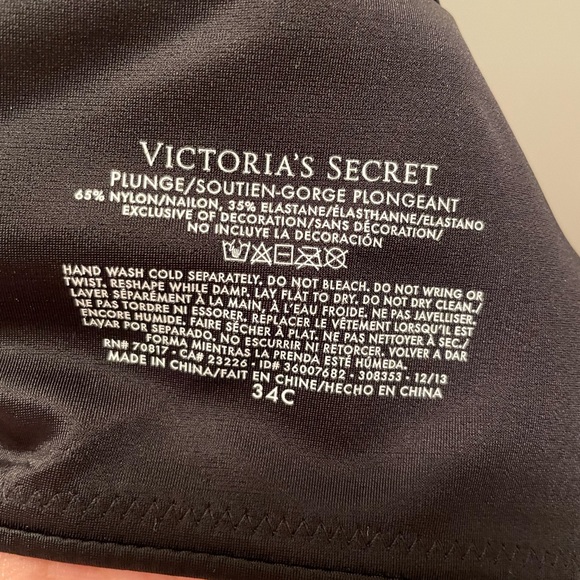 VICTORIA'S SECRET
PLUNGE/SOUTIEN-GORGE PLONGEANT
65% NYLON/NAILON, 35% ELASTANE/ÉLASTHANNE/ELASTANO
EXCLUSIVE OF DECORATION/SANS DÉCORATION/
NO INCLUYE LA DECORACIÓN
HAND WASH COLD SEPARATELY. DO NOT BLEACH. DO NOT WRING OR
TWIST. RESHAPE WHILE DAMP. LAY FLAT TO DRY. DO NOT DRY CLEAN./
LAVER SÉPARÉMENT À LA MAIN, À L'EAU FROIDE. NE PAS JAVELLISER.
NE PAS TORDRE NI ESSORER. REPLACER LE VÊTEMENT LORSQU'IL EST
ENCORE HUMIDE. FAIRE SÉCHER À PLAT. NE PAS NETTOYER À SEC./
LAVAR POR SEPARADO. NO ESCURRIR NI RETORCER. VOLVER A DAR
FORMA MIENTRAS LA PRENDA ESTÉ HÚMEDA.
RN# 70817 • CA# 23226 • ID# 36007682 • 308353 • 12/13
MADE IN CHINA/FAIT EN CHINE/HECHO EN CHINA
34C